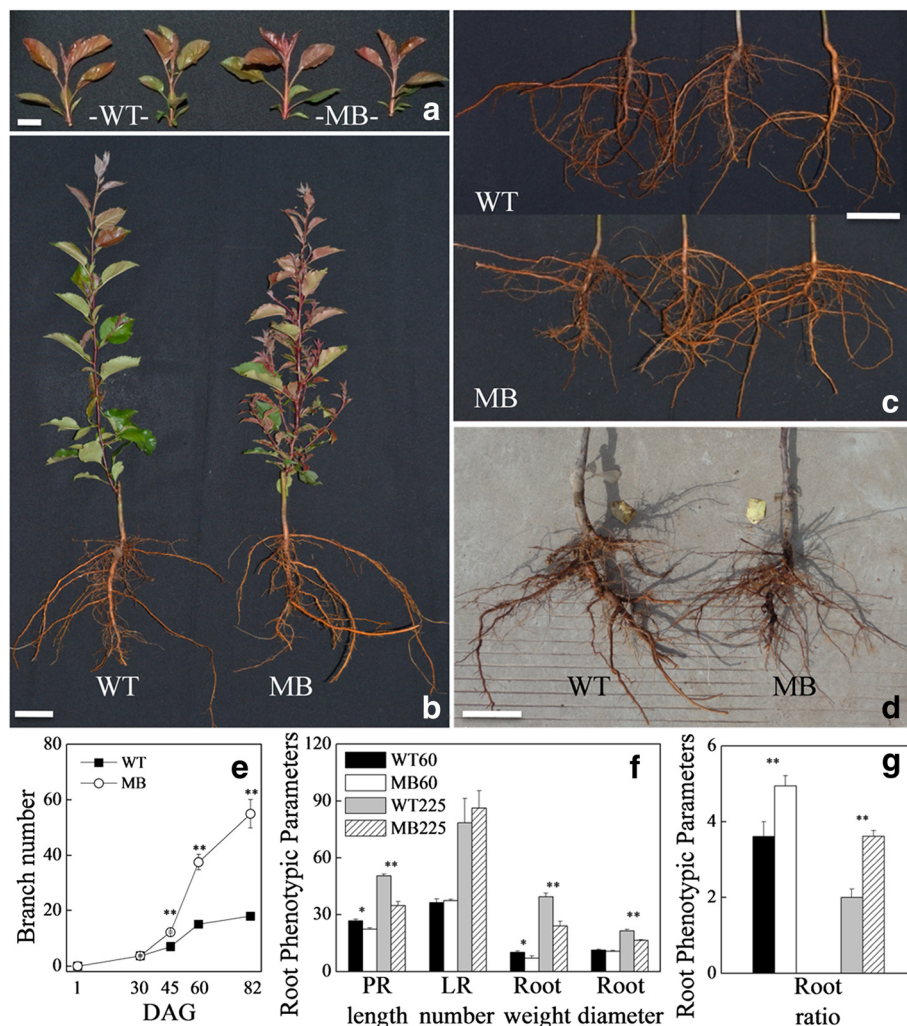 -WT-
-MB-
a
WT
MB
b
WT
MB
c
WT
MB
d
e
WT
MB
Branch number
80
60
40
20
0
**
**
**
1 30 45 60 82
DAG
f
WT60
MB60
WT225
MB225
Root Phenotypic Parameters
120
90
60
30
0
*
**
*
**
**
PR length
LR number
Root weight
Root diameter
g
Root Phenotypic Parameters
6
4
2
0
**
**
Root ratio